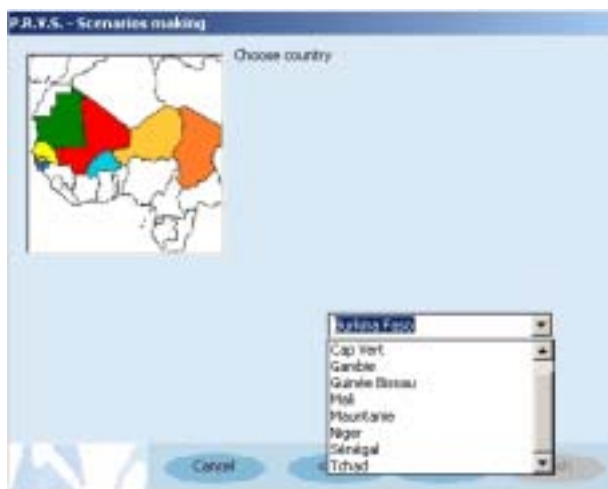 P.R.V.S. - Scenarios making
Choose country
Burkina Faso
Cap Vert
Gambie
Guinée Bissau
Mali
Mauritanie
Niger
Sénégal
Tchad
Cancel